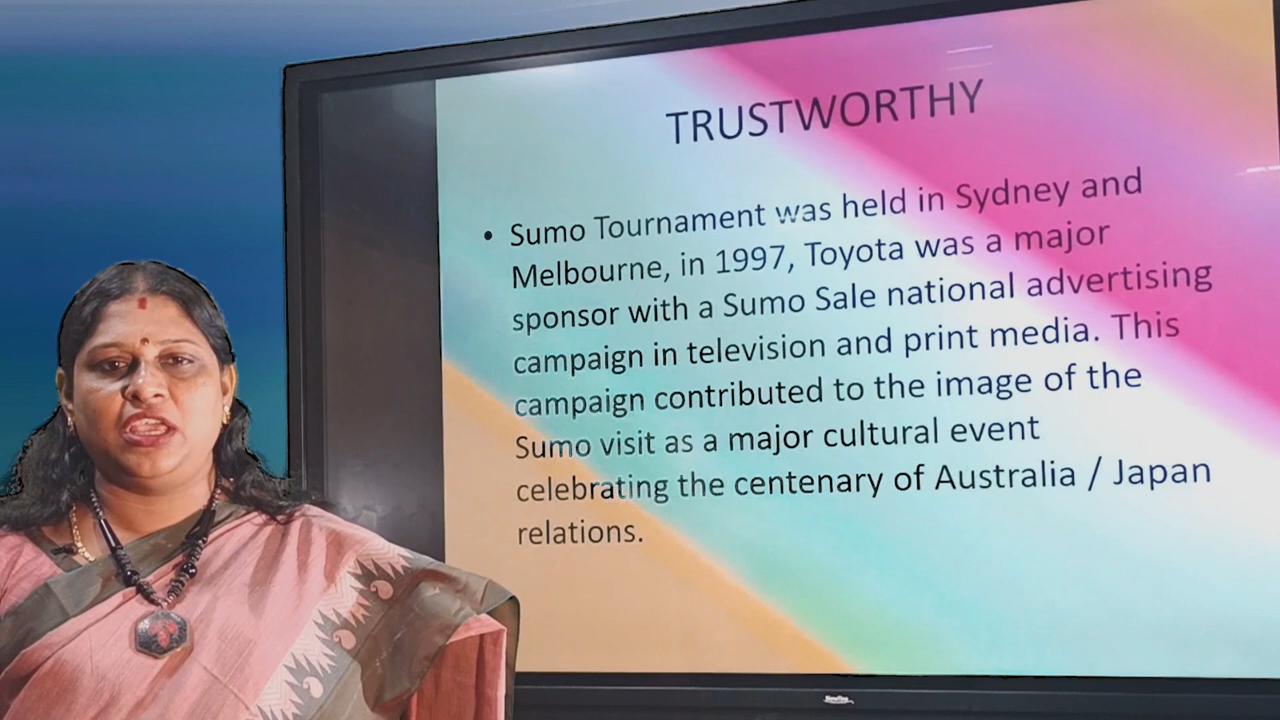 TRUSTWORTHY
• Sumo Tournament was held in Sydney and
Melbourne, in 1997, Toyota was a major
sponsor with a Sumo Sale national advertising
campaign in television and print media. This
campaign contributed to the image of the
Sumo visit as a major cultural event
celebrating the centenary of Australia / Japan
relations.